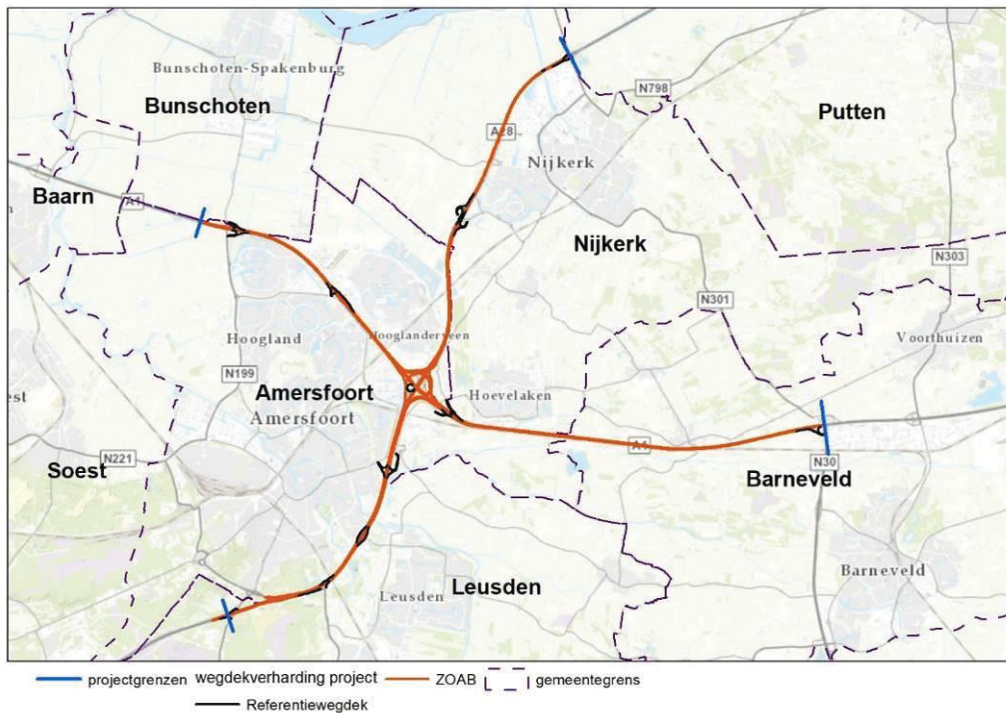 Bunschoten-Spakenburg
Bunschoten
N798
Putten
A28
Nijkerk
Baarn
A1
Nijkerk
N303
N301
Voorthuizen
Hoogland
Hooglanderveen
N199
Amersfoort
Hoevelaken
Amersfoort
est
A1
N221
Soest
N30
Barneveld
Barneveld
Leusden
Leusden
projectgrenzen wegdekverharding project ZOAB gemeentegrens
Referentiewegdek